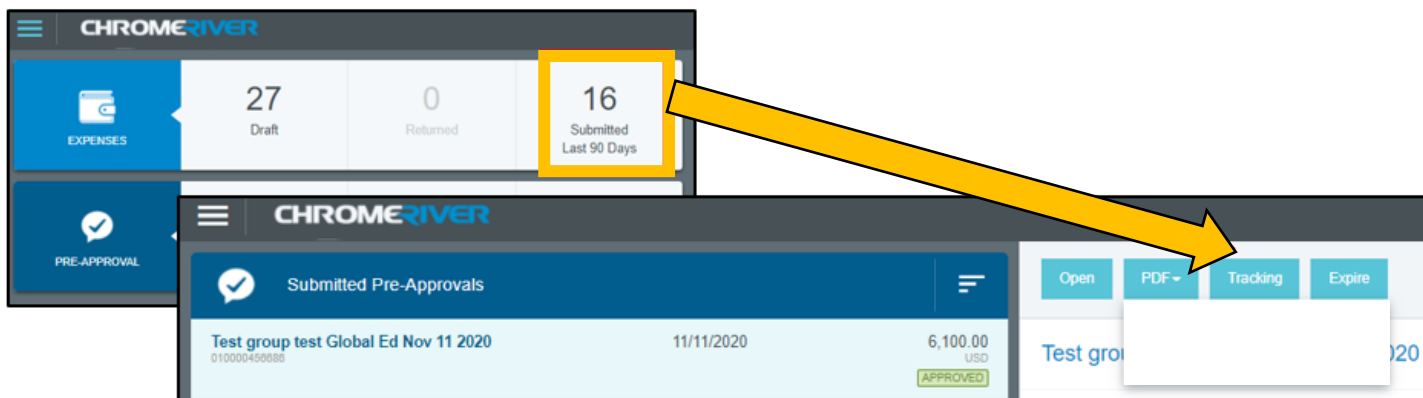 CHROMERIVER
EXPENSES
27
Draft
0
Returned
16
Submitted
Last 90 Days
PRE-APPROVAL
CHROMERIVER
Submitted Pre-Approvals
Open
PDF
Tracking
Expire
Test group test Global Ed Nov 11 2020
11/11/2020
6,100.00
010000456686
USD
APPROVED
Test grou
020